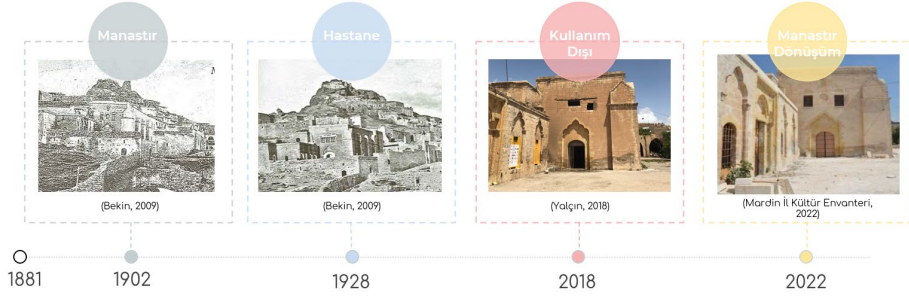 Manastır
Hastane
Kullanım
Dışı
Manastır
Dönüşüm
(Bekin, 2009)
(Bekin, 2009)
(Yalçın, 2018)
(Mardin İl Kültür Envanteri,
2022)
1881
1902
1928
2018
2022